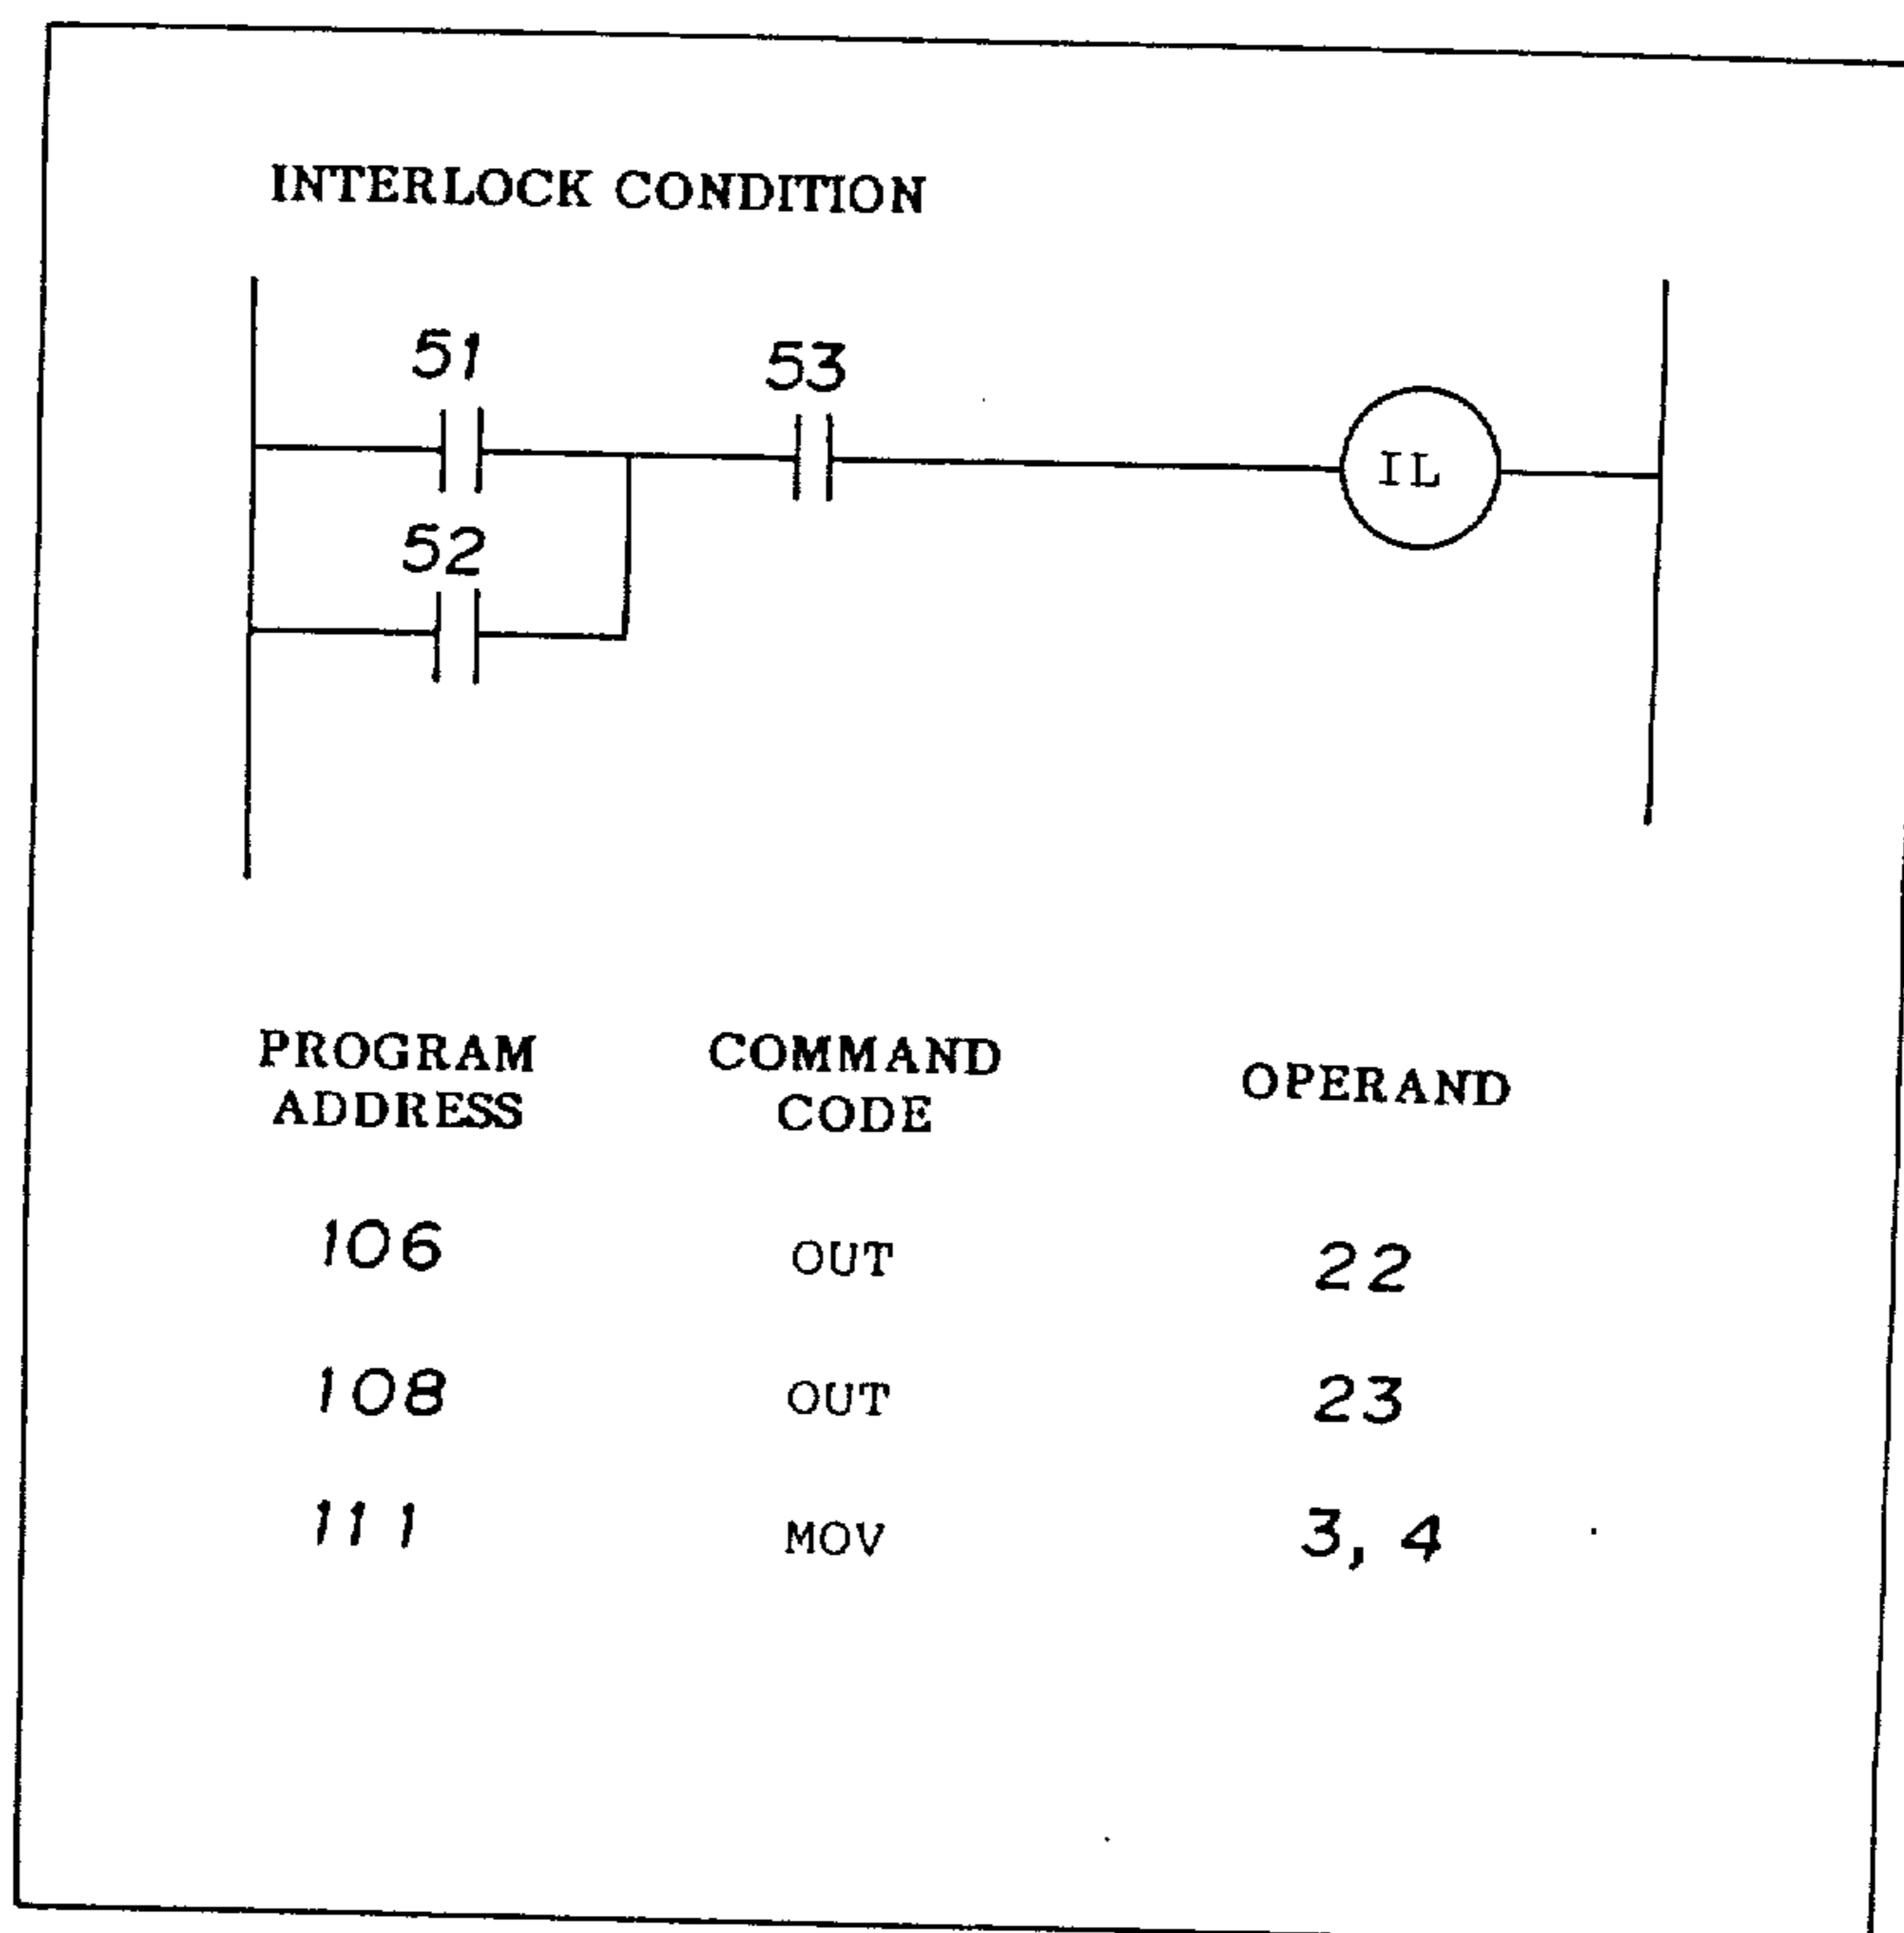 INTERLOCK CONDITION
51
53
IL
52
PROGRAM ADDRESS
COMMAND CODE
OPERAND
106 OUT 22
108 OUT 23
111 MOV 3, 4